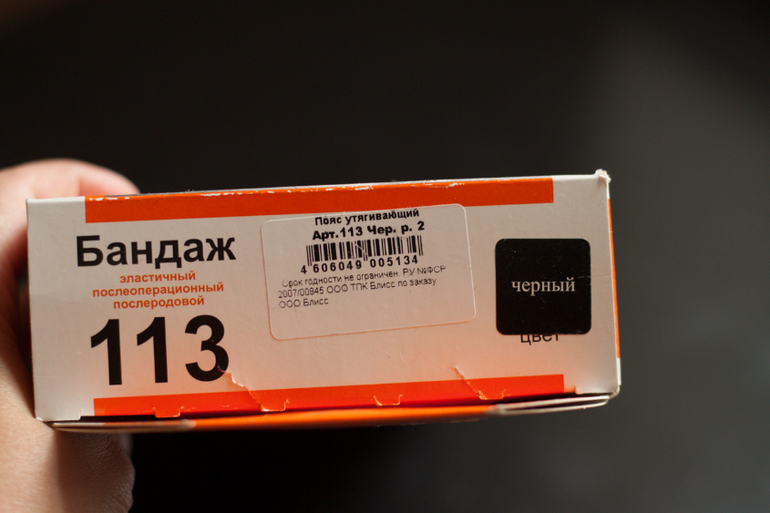 Бандаж
эластичный
послеоперационный
послеродовой
113
Пояс утягивающий
Арт.113 Чер. р. 2
4 606049 005134
Срок годности не ограничен. РУ №ФСР
2007/00845 ООО ТПК Блисс по заказу
ООО Блисс
черный
цвет